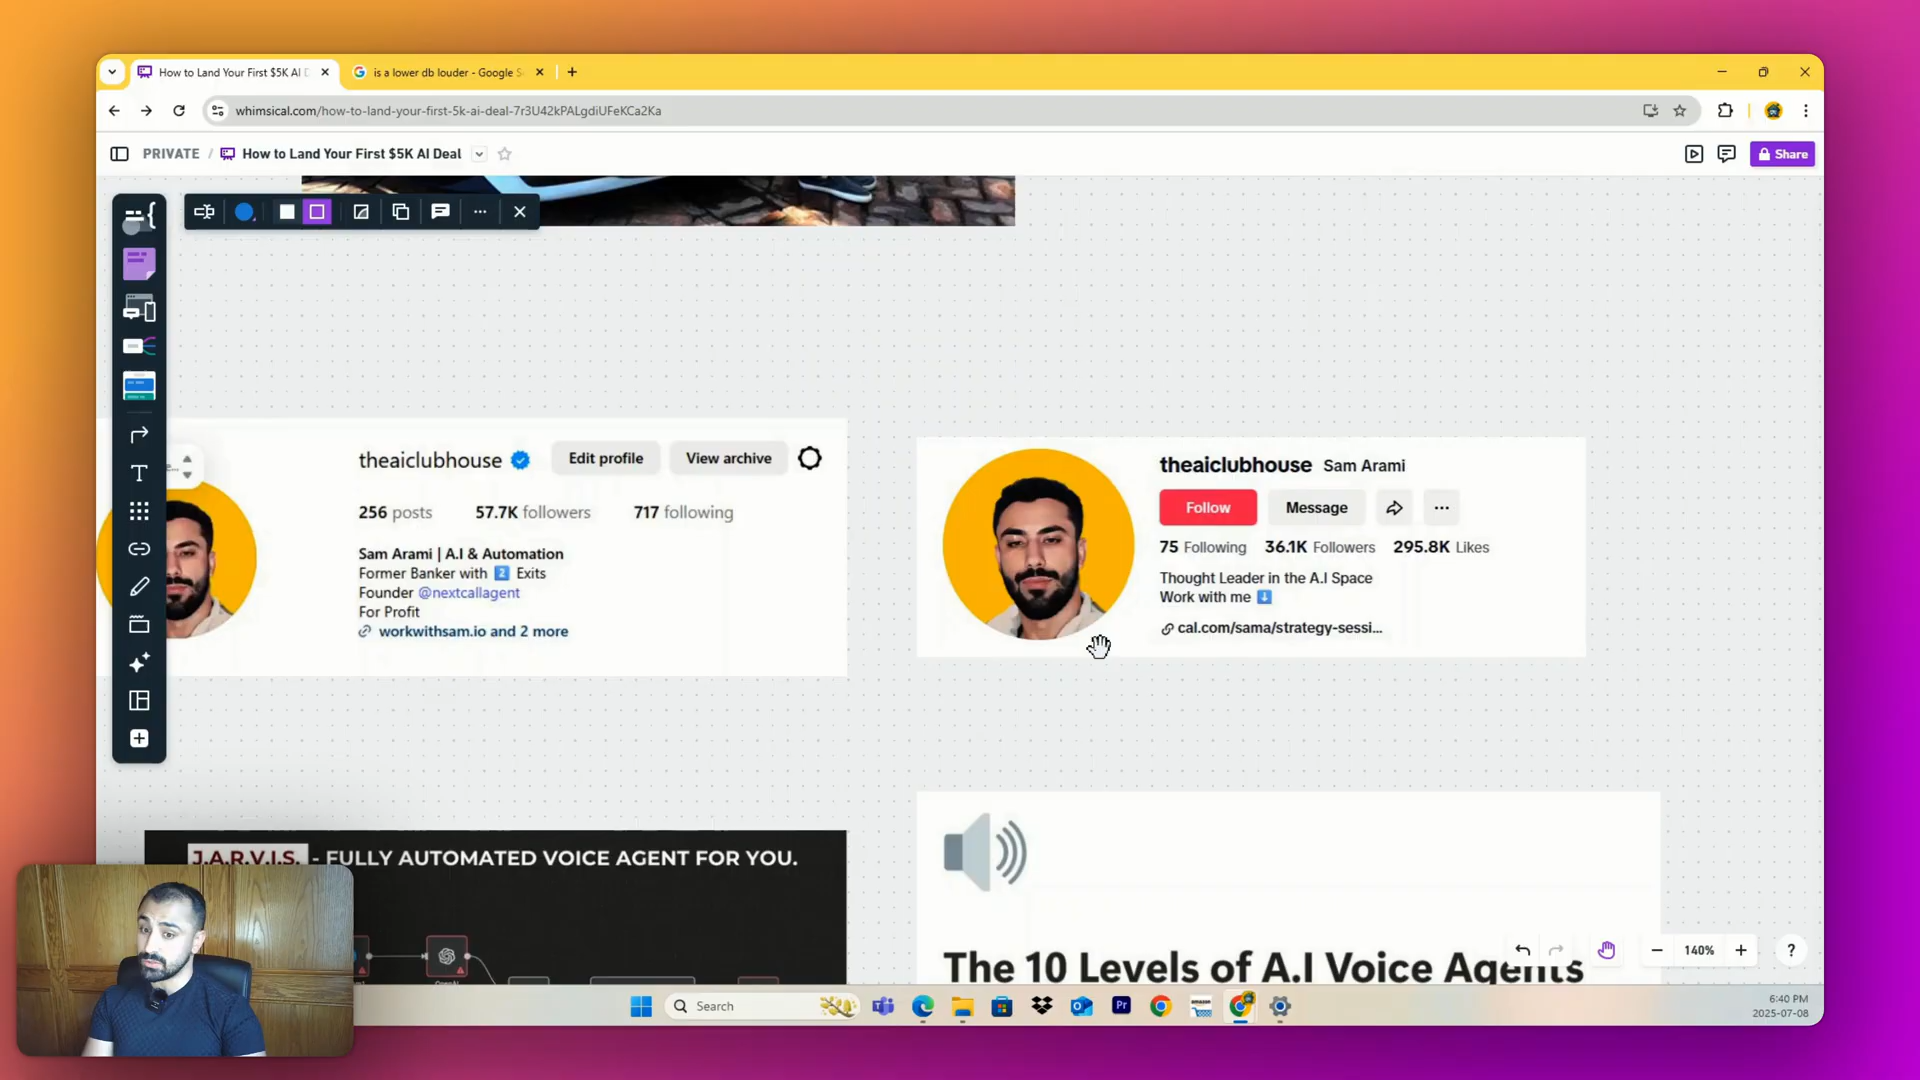 How to Land Your First $5K AI D
is a lower db louder - Google S
whimsical.com/how-to-land-your-first-5k-ai-deal-7r3U42kPALgdiUFeKCa2Ka
PRIVATE / How to Land Your First $5K AI Deal
Share
theaiclubhouse
Edit profile
View archive
256 posts
57.7K followers
717 following
Sam Arami | A.I & Automation
Former Banker with 2 Exits
Founder @nextcallagent
For Profit
workwithsam.io and 2 more
theaiclubhouse Sam Arami
Follow
Message
75 Following
36.1K Followers
295.8K Likes
Thought Leader in the A.I Space
Work with me
cal.com/sama/strategy-sessi...
J.A.R.V.I.S. - FULLY AUTOMATED VOICE AGENT FOR YOU.
The 10 Levels of A.I Voice Agents
140%
?
Search
Pr
6:40 PM
2025-07-08